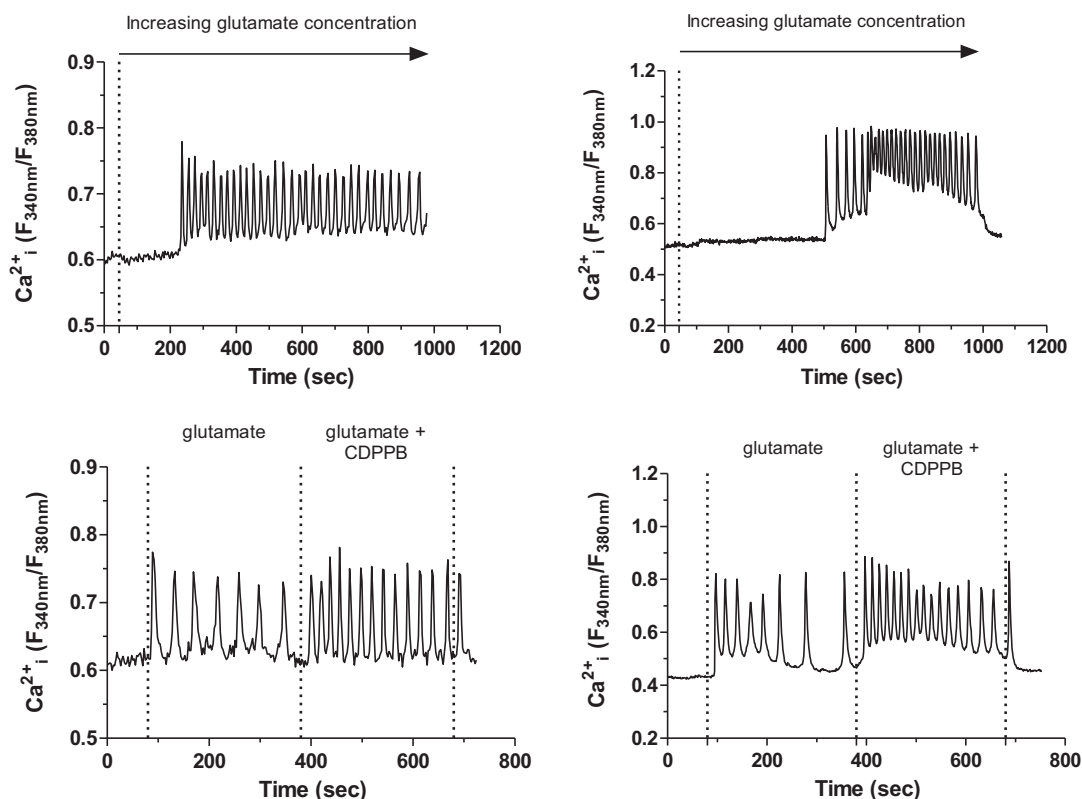 Increasing glutamate concentration
0.9
0.8
0.7
0.6
0.5
Ca²⁺ᵢ (F₃₄₀ₙₘ/F₃₈₀ₙₘ)
0 200 400 600 800 1000 1200
Time (sec)
Increasing glutamate concentration
1.2
1.0
0.8
0.6
0.4
0.2
Ca²⁺ᵢ (F₃₄₀ₙₘ/F₃₈₀ₙₘ)
0 200 400 600 800 1000 1200
Time (sec)
glutamate
glutamate +
CDPPB
0.9
0.8
0.7
0.6
0.5
Ca²⁺ᵢ (F₃₄₀ₙₘ/F₃₈₀ₙₘ)
0 200 400 600 800
Time (sec)
glutamate
glutamate +
CDPPB
1.2
1.0
0.8
0.6
0.4
0.2
Ca²⁺ᵢ (F₃₄₀ₙₘ/F₃₈₀ₙₘ)
0 200 400 600 800
Time (sec)